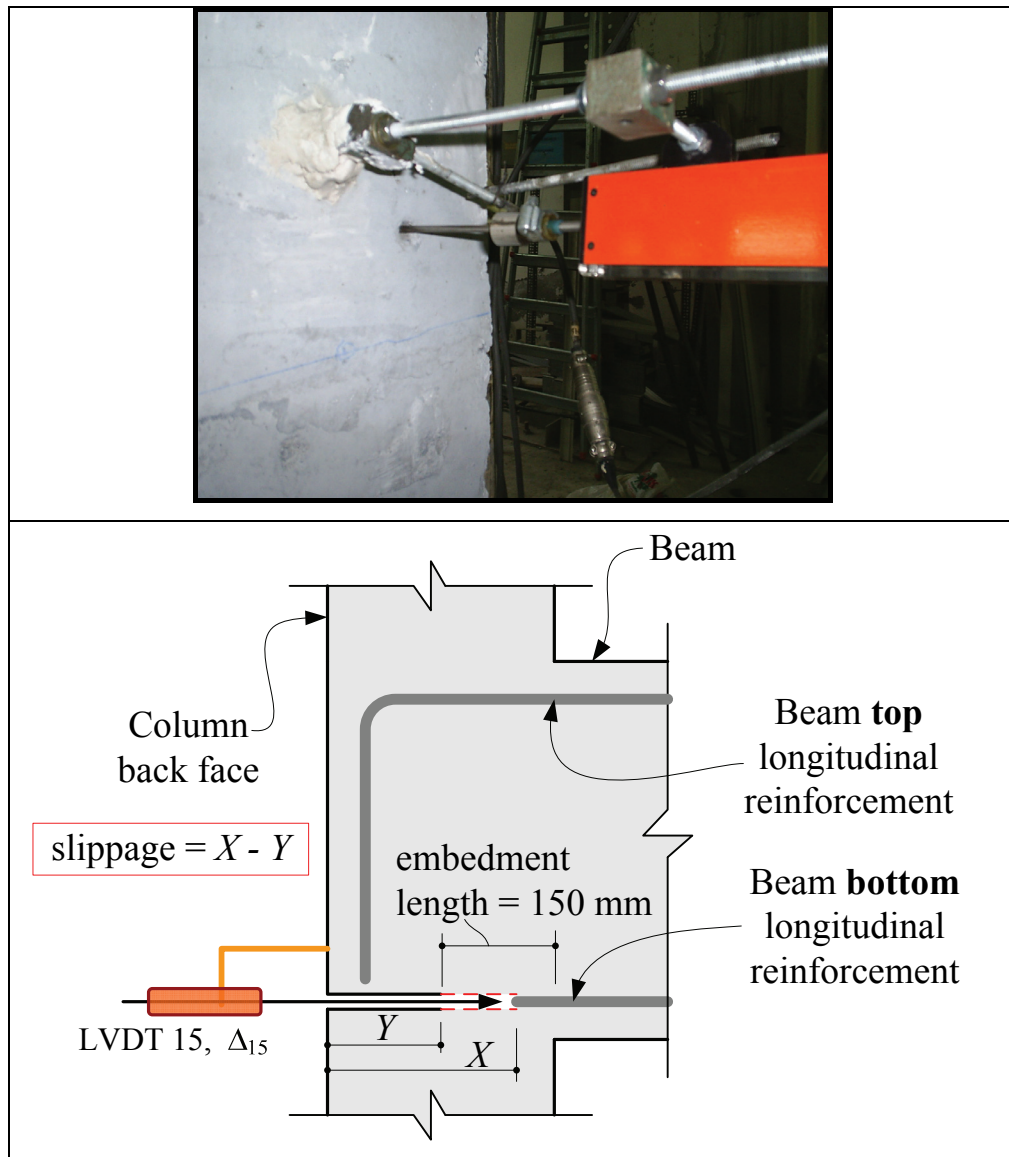 Beam
Column
back face
Beam top
longitudinal
reinforcement
slippage = X - Y
embedment
length = 150 mm
Beam bottom
longitudinal
reinforcement
Y
X
LVDT 15, Δ₁₅